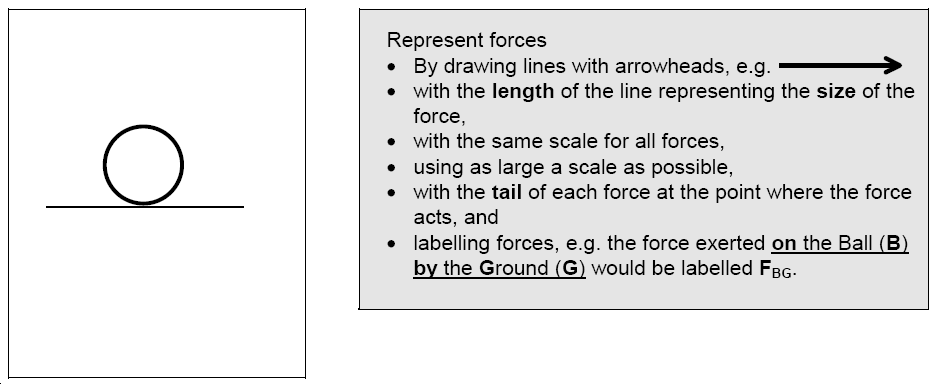 Represent forces
• By drawing lines with arrowheads, e.g.
• with the length of the line representing the size of the
force,
• with the same scale for all forces,
• using as large a scale as possible,
• with the tail of each force at the point where the force
acts, and
• labelling forces, e.g. the force exerted on the Ball (B)
by the Ground (G) would be labelled FBG.